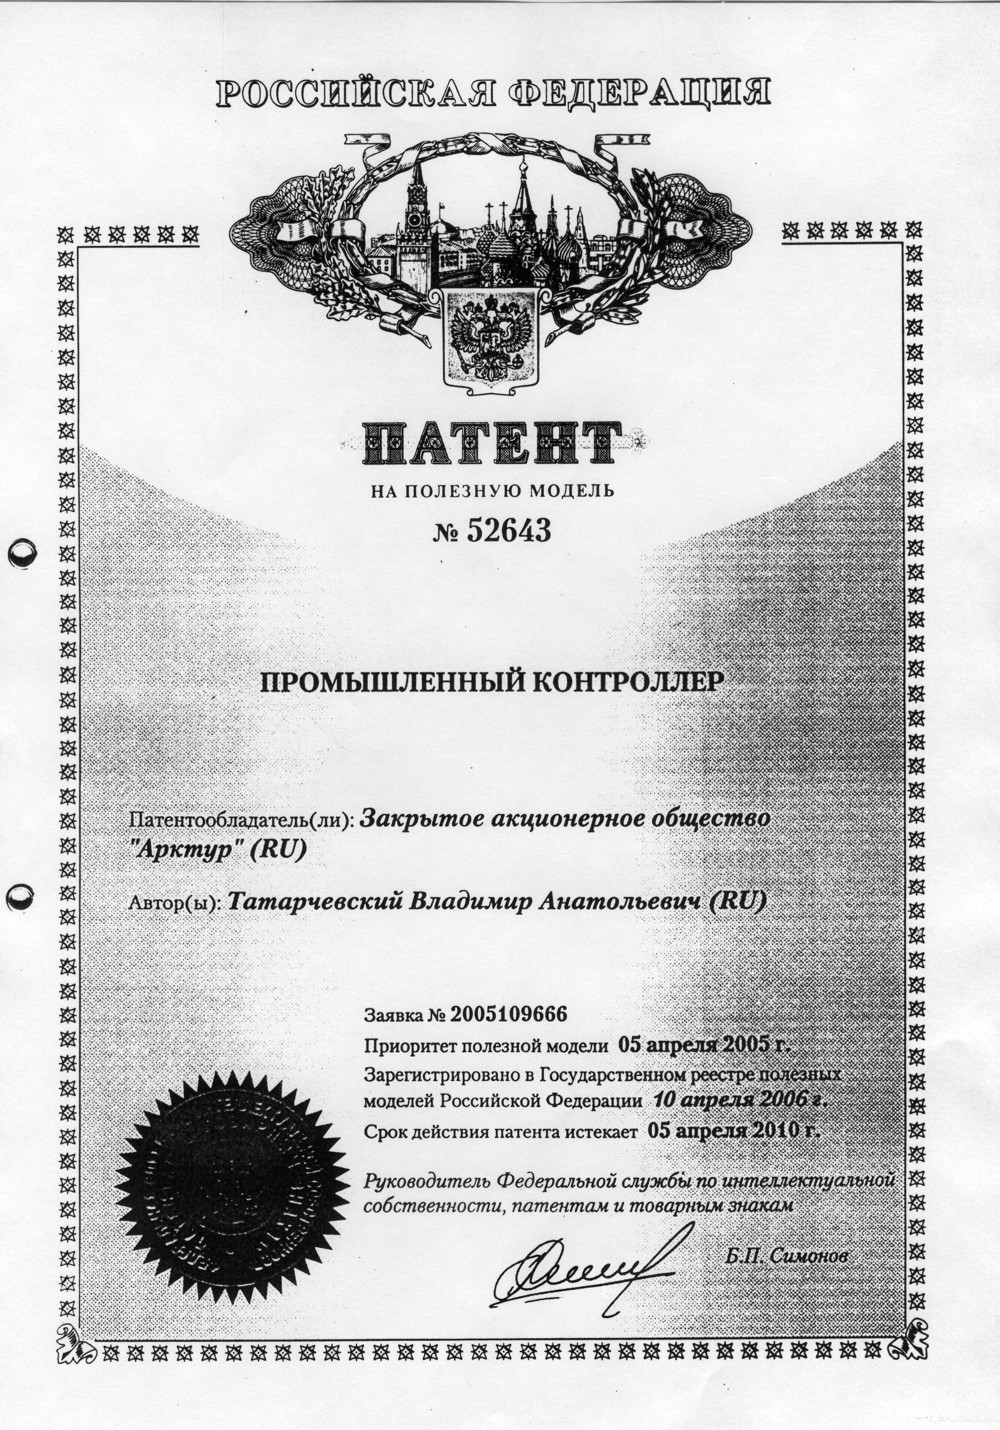 РОССИЙСКАЯ ФЕДЕРАЦИЯ
ПАТЕНТ
НА ПОЛЕЗНУЮ МОДЕЛЬ
№ 52643
ПРОМЫШЛЕННЫЙ КОНТРОЛЛЕР
Патентообладатель(ли): Закрытое акционерное общество
"Арктур" (RU)
Автор(ы): Татарчевский Владимир Анатольевич (RU)
Заявка № 2005109666
Приоритет полезной модели 05 апреля 2005 г.
Зарегистрировано в Государственном реестре полезных
моделей Российской Федерации 10 апреля 2006 г.
Срок действия патента истекает 05 апреля 2010 г.
Руководитель Федеральной службы по интеллектуальной
собственности, патентам и товарным знакам
Б.П. Симонов